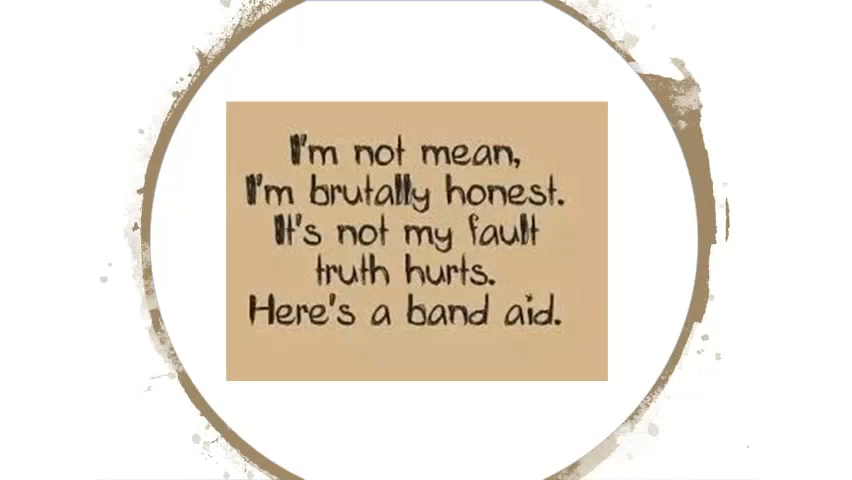 I'm not mean,
I'm brutally honest.
It's not my fault
truth hurts.
Here's a band aid.